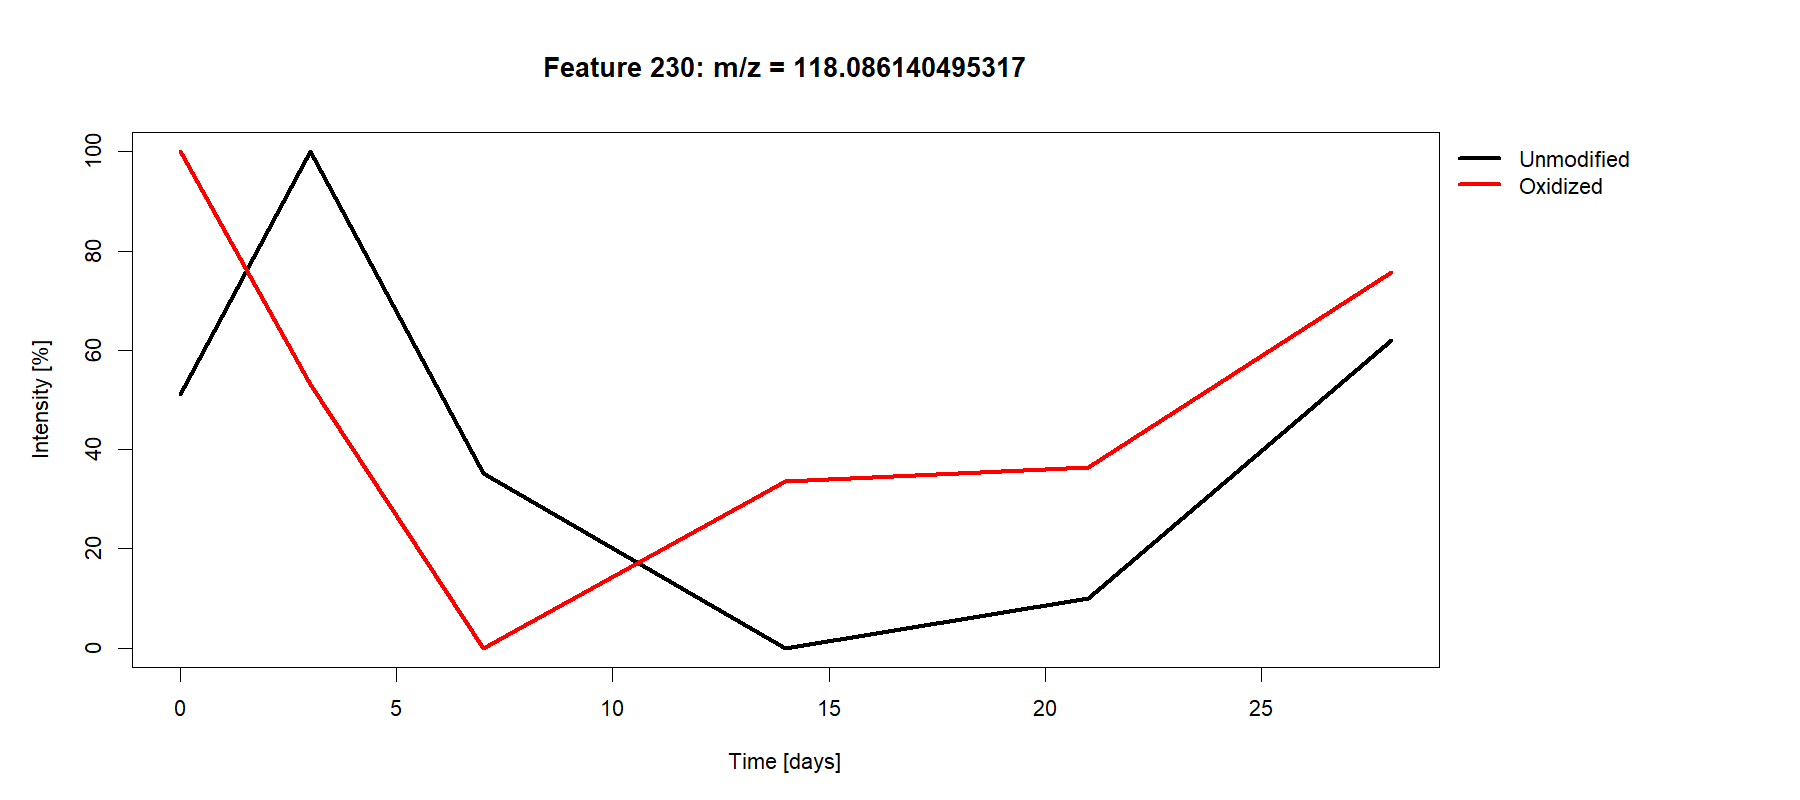 Feature 230: m/z = 118.086140495317
Unmodified
Oxidized
Intensity [%]
100
80
60
40
20
0
0 5 10 15 20 25
Time [days]